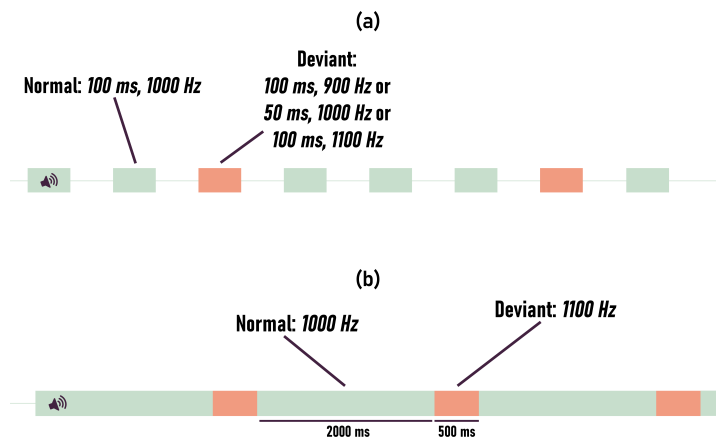 (a)
Normal: 100 ms, 1000 Hz
Deviant:
100 ms, 900 Hz or
50 ms, 1000 Hz or
100 ms, 1100 Hz
(b)
Normal: 1000 Hz
Deviant: 1100 Hz
2000 ms
500 ms